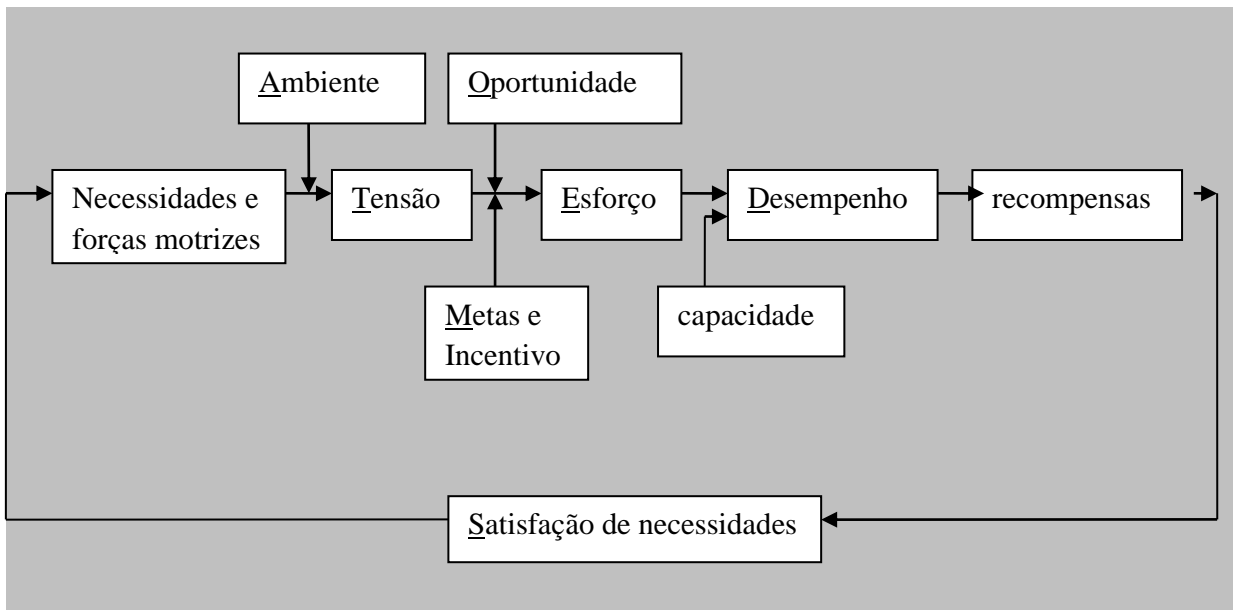 Ambiente
Oportunidade
Necessidades e
forças motrizes
Tensão
Esforço
Desempenho
recompensas
Metas e
Incentivo
capacidade
Satisfação de necessidades